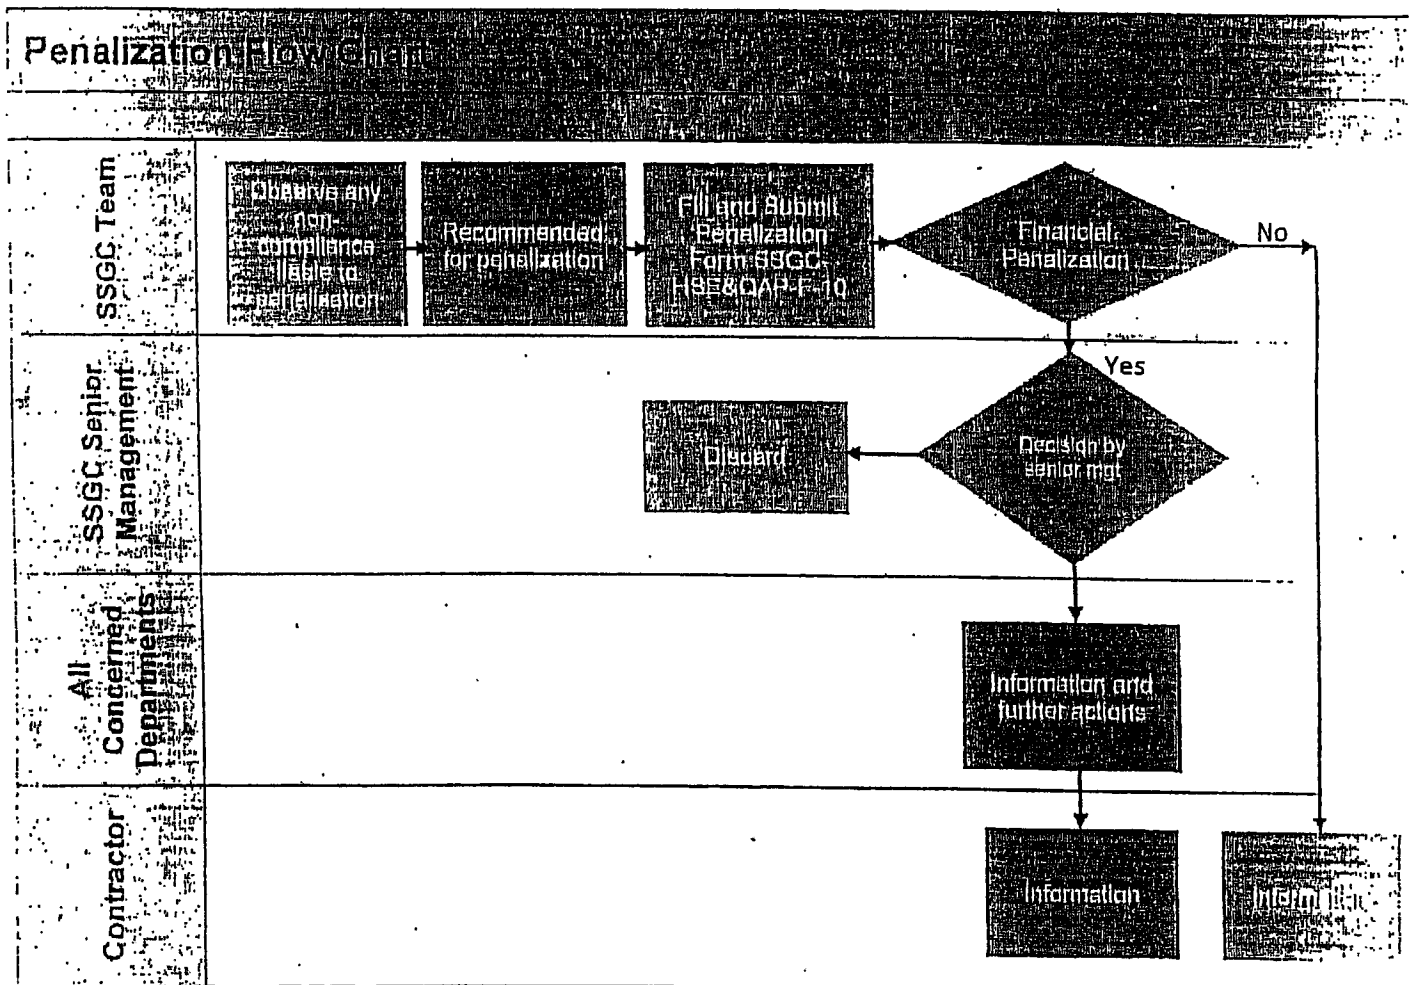 Penalization Flow Chart
SSGC Team
Observe any
non-
compliance
liable to
penalization
Recommended
for penalization
Fill and Submit
Penalization
Form SSGC-
HSE&QAP-F-10
Financial
Penalization
No
Yes
SSGC Senior
Management
Discard
Decision by
senior mgt
All
Concerned
Departments
Information and
further actions
Contractor
Information